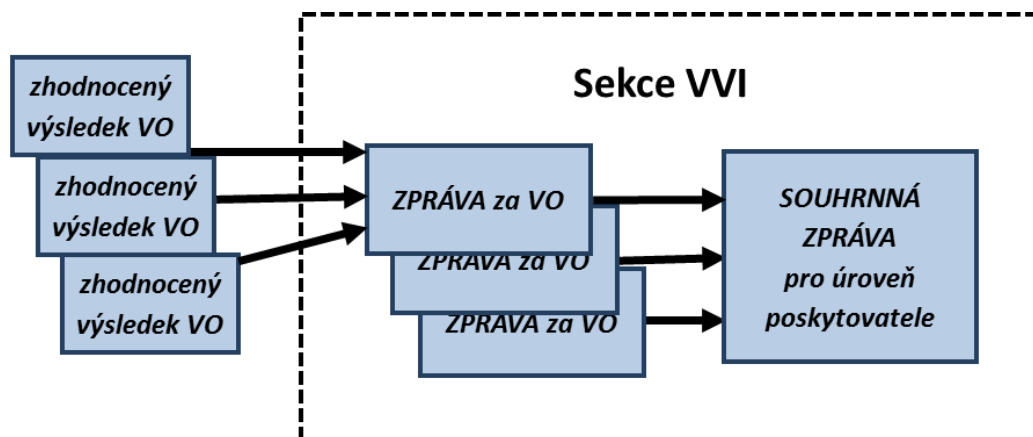 Sekce VVI
zhodnocený
výsledek VO
zhodnocený
výsledek VO
zhodnocený
výsledek VO
ZPRÁVA za VO
ZPRÁVA za VO
ZPRÁVA za VO
SOUHRNNÁ
ZPRÁVA
pro úroveň
poskytovatele